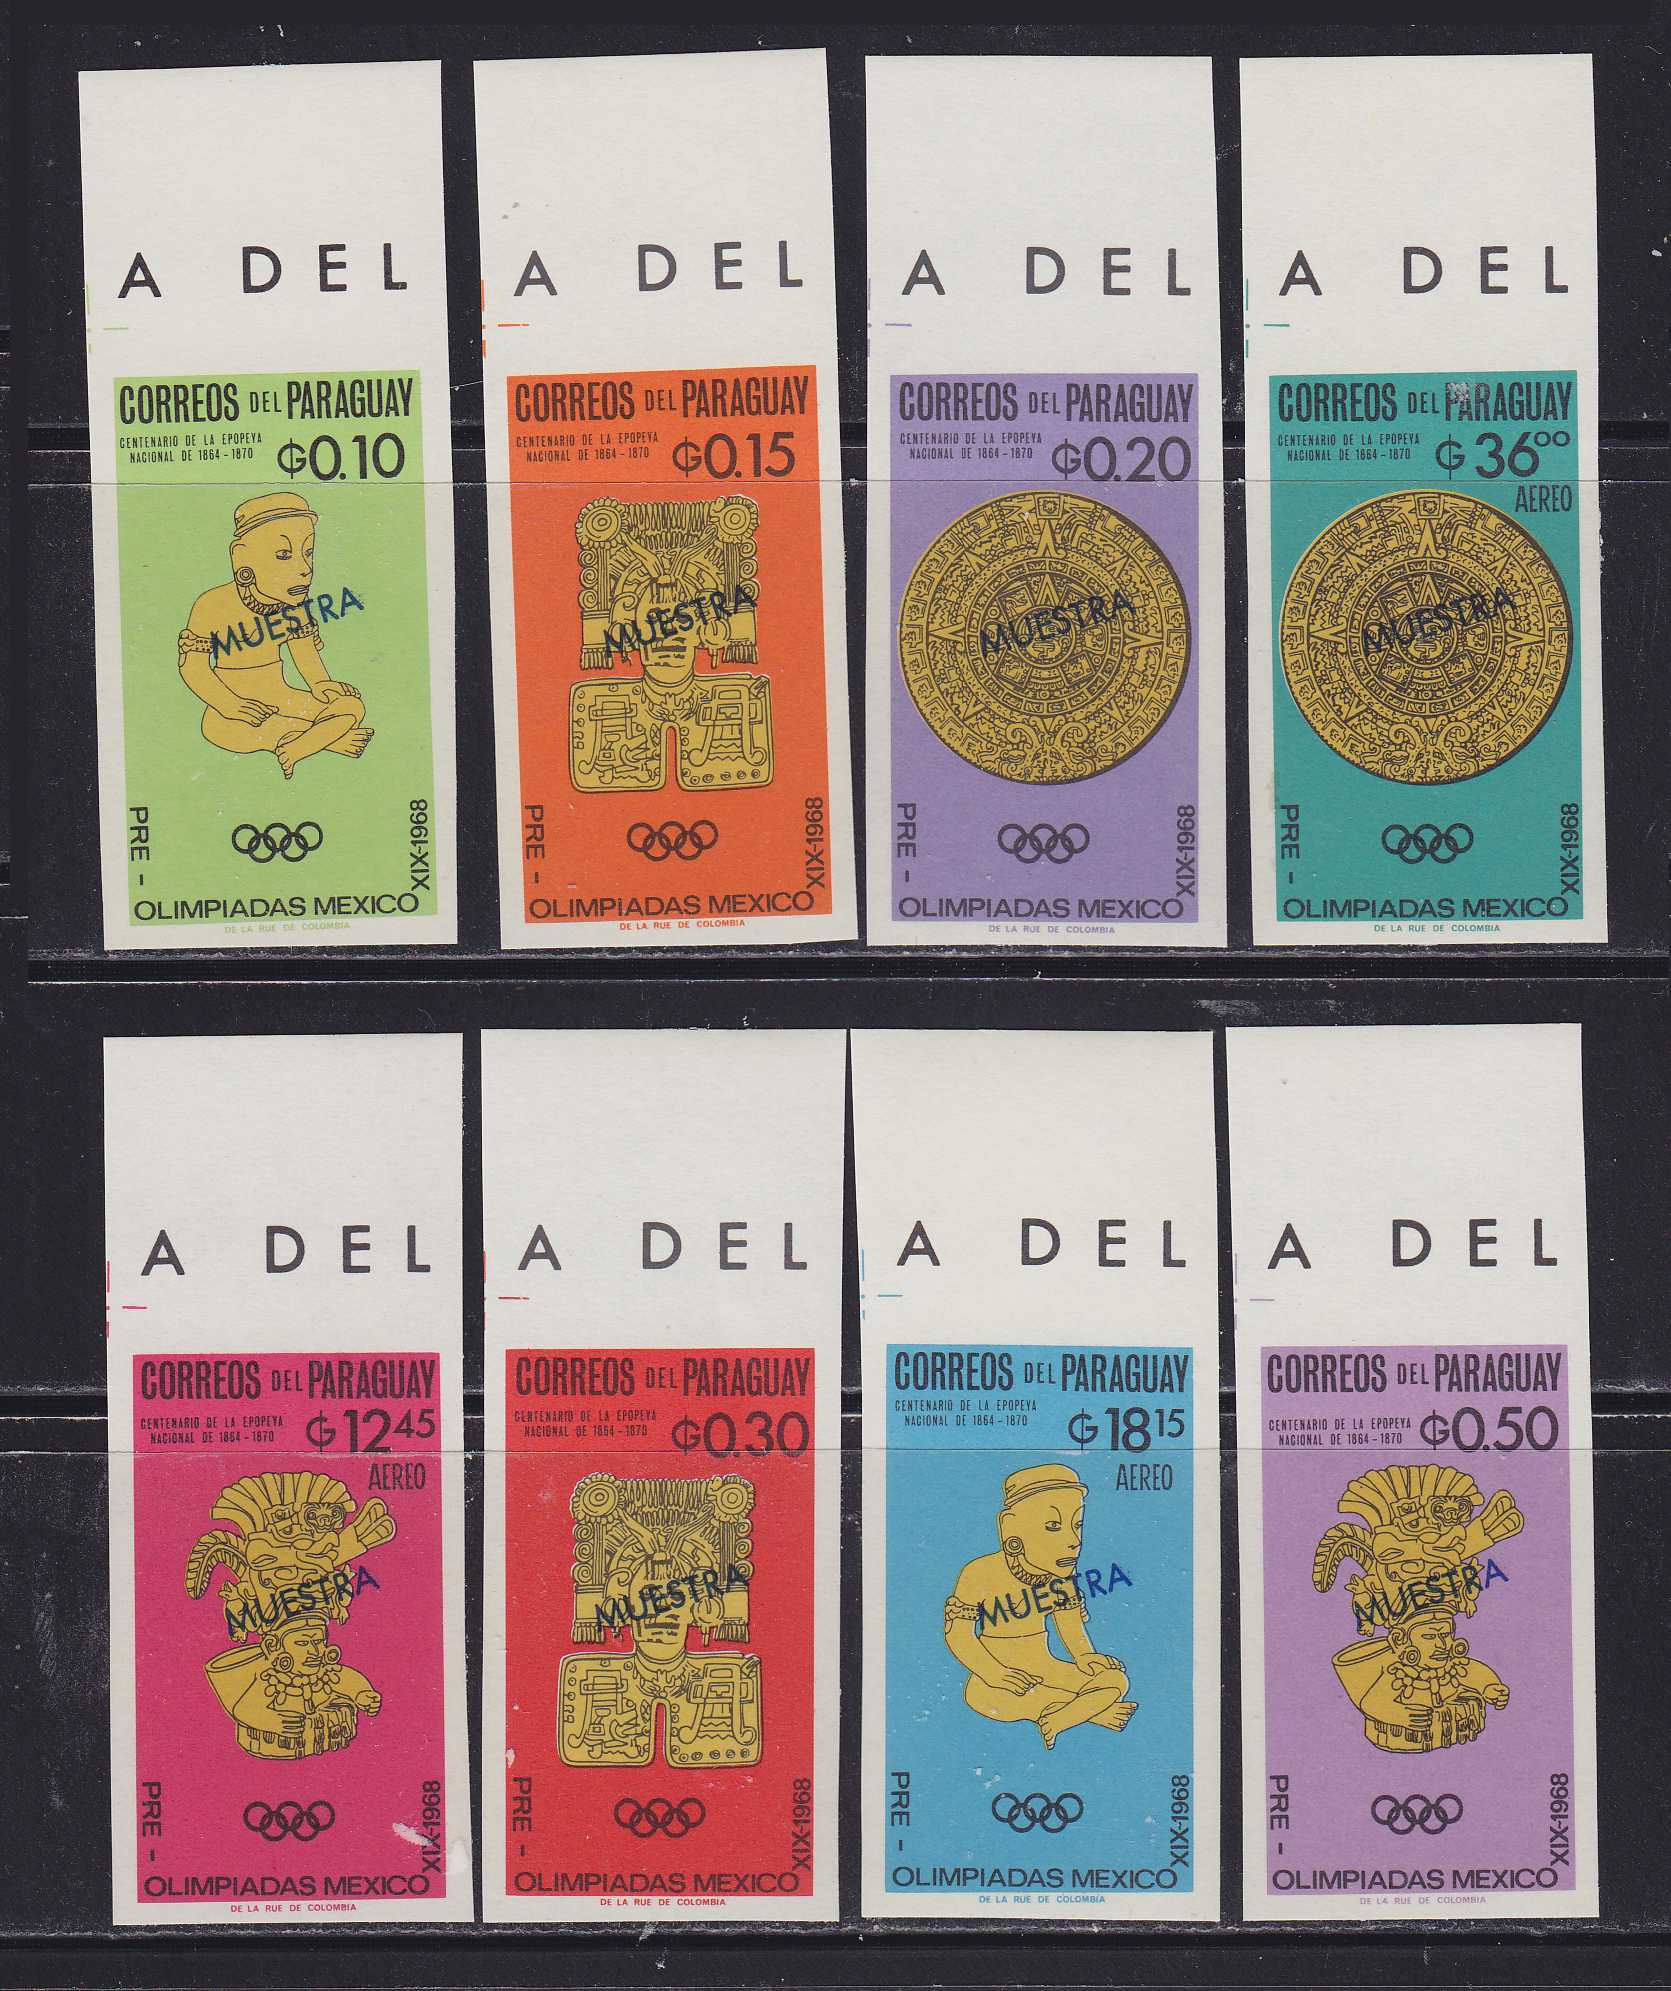 A DEL
CORREOS DEL PARAGUAY
CENTENARIO DE LA EPOPEYA
NACIONAL DE 1864 - 1870
₲0.10
MUESTRA
PRE -
OLIMPIADAS MEXICO
XIX-1968
DE LA RUE DE COLOMBIA
A DEL
CORREOS DEL PARAGUAY
CENTENARIO DE LA EPOPEYA
NACIONAL DE 1864 - 1870
₲0.15
MUESTRA
PRE -
OLIMPIADAS MEXICO
XIX-1968
DE LA RUE DE COLOMBIA
A DEL
CORREOS DEL PARAGUAY
CENTENARIO DE LA EPOPEYA
NACIONAL DE 1864 - 1870
₲0.20
MUESTRA
PRE -
OLIMPIADAS MEXICO
XIX-1968
DE LA RUE DE COLOMBIA
A DEL
CORREOS DEL PARAGUAY
CENTENARIO DE LA EPOPEYA
NACIONAL DE 1864 - 1870
₲3600
AEREO
MUESTRA
PRE -
OLIMPIADAS MEXICO
XIX-1968
DE LA RUE DE COLOMBIA
A DEL
CORREOS DEL PARAGUAY
CENTENARIO DE LA EPOPEYA
NACIONAL DE 1864 - 1870
₲1245
AEREO
MUESTRA
PRE -
OLIMPIADAS MEXICO
XIX-1968
DE LA RUE DE COLOMBIA
A DEL
CORREOS DEL PARAGUAY
CENTENARIO DE LA EPOPEYA
NACIONAL DE 1864 - 1870
₲0.30
MUESTRA
PRE -
OLIMPIADAS MEXICO
XIX-1968
DE LA RUE DE COLOMBIA
A DEL
CORREOS DEL PARAGUAY
CENTENARIO DE LA EPOPEYA
NACIONAL DE 1864 - 1870
₲1815
AEREO
MUESTRA
PRE -
OLIMPIADAS MEXICO
XIX-1968
DE LA RUE DE COLOMBIA
A DEL
CORREOS DEL PARAGUAY
CENTENARIO DE LA EPOPEYA
NACIONAL DE 1864 - 1870
₲0.50
MUESTRA
PRE -
OLIMPIADAS MEXICO
XIX-1968
DE LA RUE DE COLOMBIA